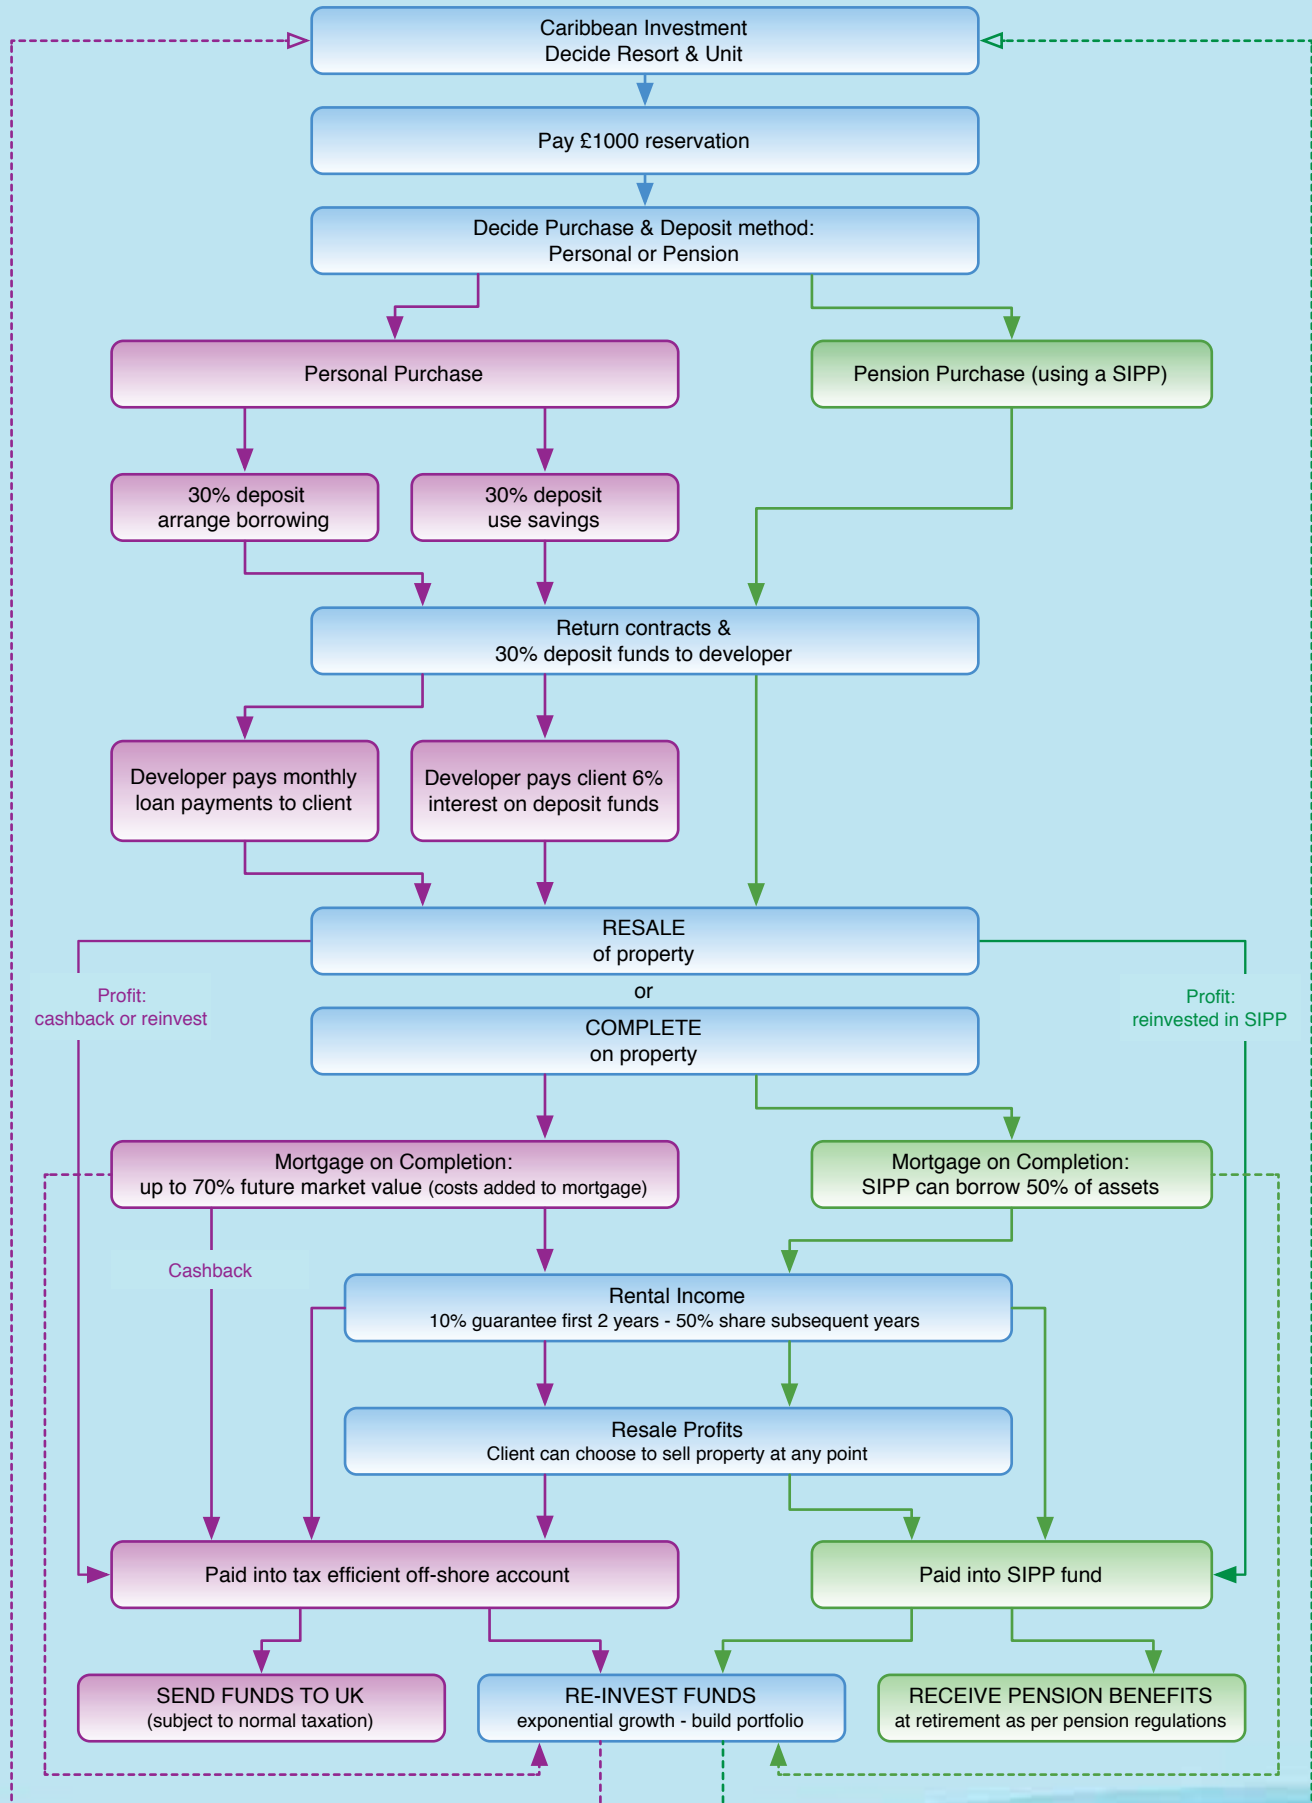 Caribbean Investment
Decide Resort & Unit
Pay £1000 reservation
Decide Purchase & Deposit method:
Personal or Pension
Personal Purchase
Pension Purchase (using a SIPP)
30% deposit
arrange borrowing
30% deposit
use savings
Return contracts &
30% deposit funds to developer
Developer pays monthly
loan payments to client
Developer pays client 6%
interest on deposit funds
RESALE
of property
Profit:
cashback or reinvest
or
Profit:
reinvested in SIPP
COMPLETE
on property
Mortgage on Completion:
up to 70% future market value (costs added to mortgage)
Mortgage on Completion:
SIPP can borrow 50% of assets
Cashback
Rental Income
10% guarantee first 2 years - 50% share subsequent years
Resale Profits
Client can choose to sell property at any point
Paid into tax efficient off-shore account
Paid into SIPP fund
SEND FUNDS TO UK
(subject to normal taxation)
RE-INVEST FUNDS
exponential growth - build portfolio
RECEIVE PENSION BENEFITS
at retirement as per pension regulations